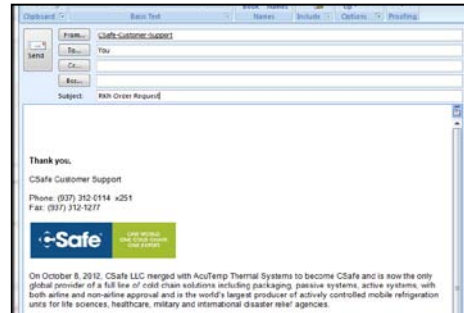 Book Names
Up
Clipboard
Basic Text
Names
Include
Options
Proofing
Send
From... CSafe-Customer-Support
To... You
Cc...
Bcc...
Subject: RKN Order Request
Thank you,
CSafe Customer Support
Phone: (937) 312-0114 x251
Fax: (937) 312-1277
CSafe
ONE WORLD
ONE COLD CHAIN
ONE EXPERT
On October 8, 2012, CSafe LLC merged with AcuTemp Thermal Systems to become CSafe and is now the only
global provider of a full line of cold chain solutions including packaging, passive systems, active systems, with
both airline and non-airline approval and is the world's largest producer of actively controlled mobile refrigeration
units for life sciences, healthcare, military and international disaster relief agencies.